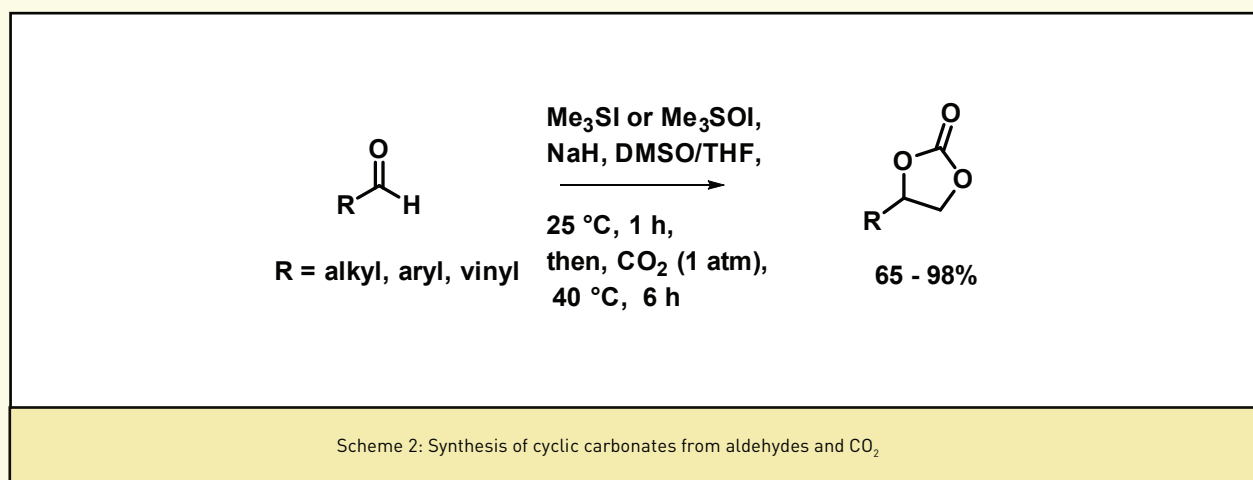 O
R
H
R = alkyl, aryl, vinyl
Me₃SI or Me₃SOI,
NaH, DMSO/THF,
25 °C, 1 h,
then, CO₂ (1 atm),
40 °C, 6 h
O
O
O
R
65 - 98%
Scheme 2: Synthesis of cyclic carbonates from aldehydes and CO₂